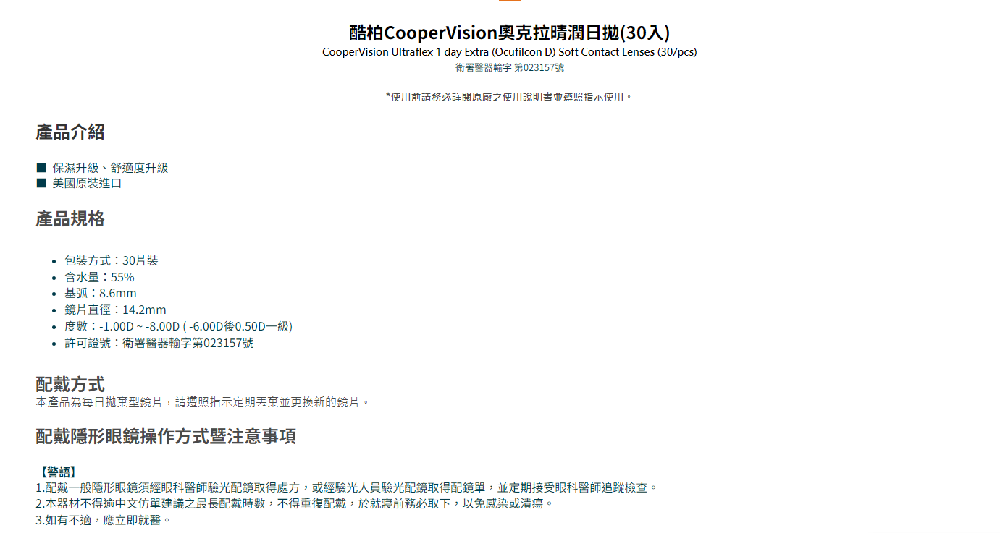 酷柏CooperVision奧克拉晴潤日拋(30入)
CooperVision Ultraflex 1 day Extra (Ocufilcon D) Soft Contact Lenses (30/pcs)
衛署醫器輸字 第023157號
*使用前請務必詳閱原廠之使用說明書並遵照指示使用。
產品介紹
■ 保濕升級、舒適度升級
■ 美國原裝進口
產品規格
• 包裝方式：30片裝
• 含水量：55%
• 基弧：8.6mm
• 鏡片直徑：14.2mm
• 度數：-1.00D ~ -8.00D ( -6.00D後0.50D一級)
• 許可證號：衛署醫器輸字第023157號
配戴方式
本產品為每日拋棄型鏡片，請遵照指示定期丟棄並更換新的鏡片。
配戴隱形眼鏡操作方式暨注意事項
【警語】
1.配戴一般隱形眼鏡須經眼科醫師驗光配鏡取得處方，或經驗光人員驗光配鏡取得配鏡單，並定期接受眼科醫師追蹤檢查。
2.本器材不得逾中文仿單建議之最長配戴時數，不得重復配戴，於就寢前務必取下，以免感染或潰瘍。
3.如有不適，應立即就醫。